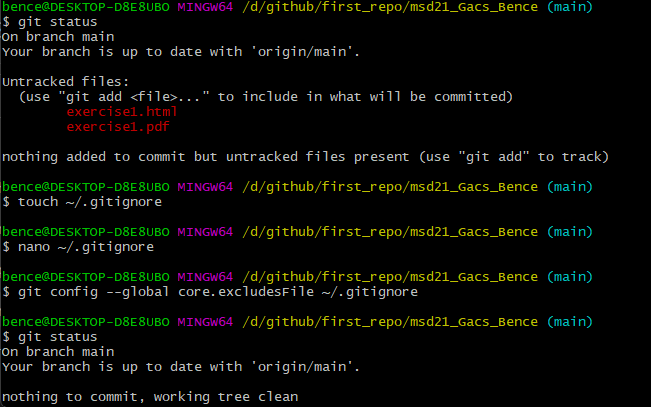 bence@DESKTOP-D8E8UBO MINGW64 /d/github/first_repo/msd21_Gacs_Bence (main)
$ git status
On branch main
Your branch is up to date with 'origin/main'.
Untracked files:
(use "git add <file>..." to include in what will be committed)
exercise1.html
exercise1.pdf
nothing added to commit but untracked files present (use "git add" to track)
bence@DESKTOP-D8E8UBO MINGW64 /d/github/first_repo/msd21_Gacs_Bence (main)
$ touch ~/.gitignore
bence@DESKTOP-D8E8UBO MINGW64 /d/github/first_repo/msd21_Gacs_Bence (main)
$ nano ~/.gitignore
bence@DESKTOP-D8E8UBO MINGW64 /d/github/first_repo/msd21_Gacs_Bence (main)
$ git config --global core.excludesFile ~/.gitignore
bence@DESKTOP-D8E8UBO MINGW64 /d/github/first_repo/msd21_Gacs_Bence (main)
$ git status
On branch main
Your branch is up to date with 'origin/main'.
nothing to commit, working tree clean